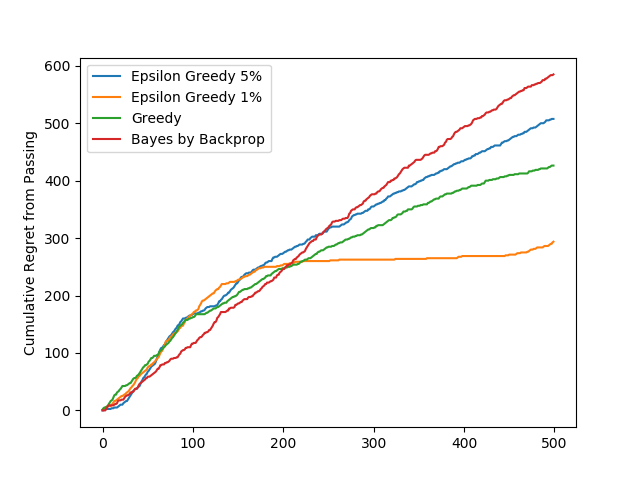 Cumulative Regret from Passing
600
500
400
300
200
100
0
Epsilon Greedy 5%
Epsilon Greedy 1%
Greedy
Bayes by Backprop
0 100 200 300 400 500